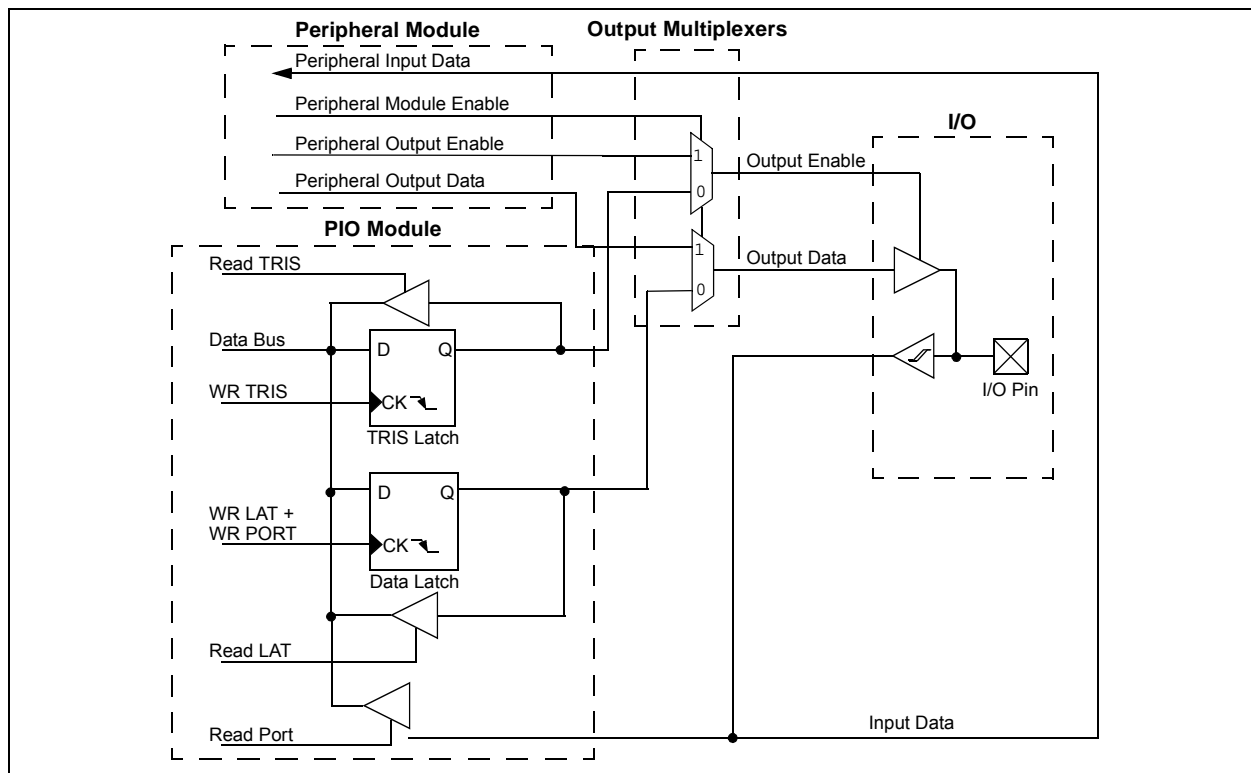 Peripheral Module
Output Multiplexers
Peripheral Input Data
Peripheral Module Enable
I/O
Peripheral Output Enable
1
Output Enable
Peripheral Output Data
0
PIO Module
1
Read TRIS
Output Data
0
Data Bus
D
Q
WR TRIS
CK
I/O Pin
TRIS Latch
D
Q
WR LAT +
WR PORT
CK
Data Latch
Read LAT
Read Port
Input Data